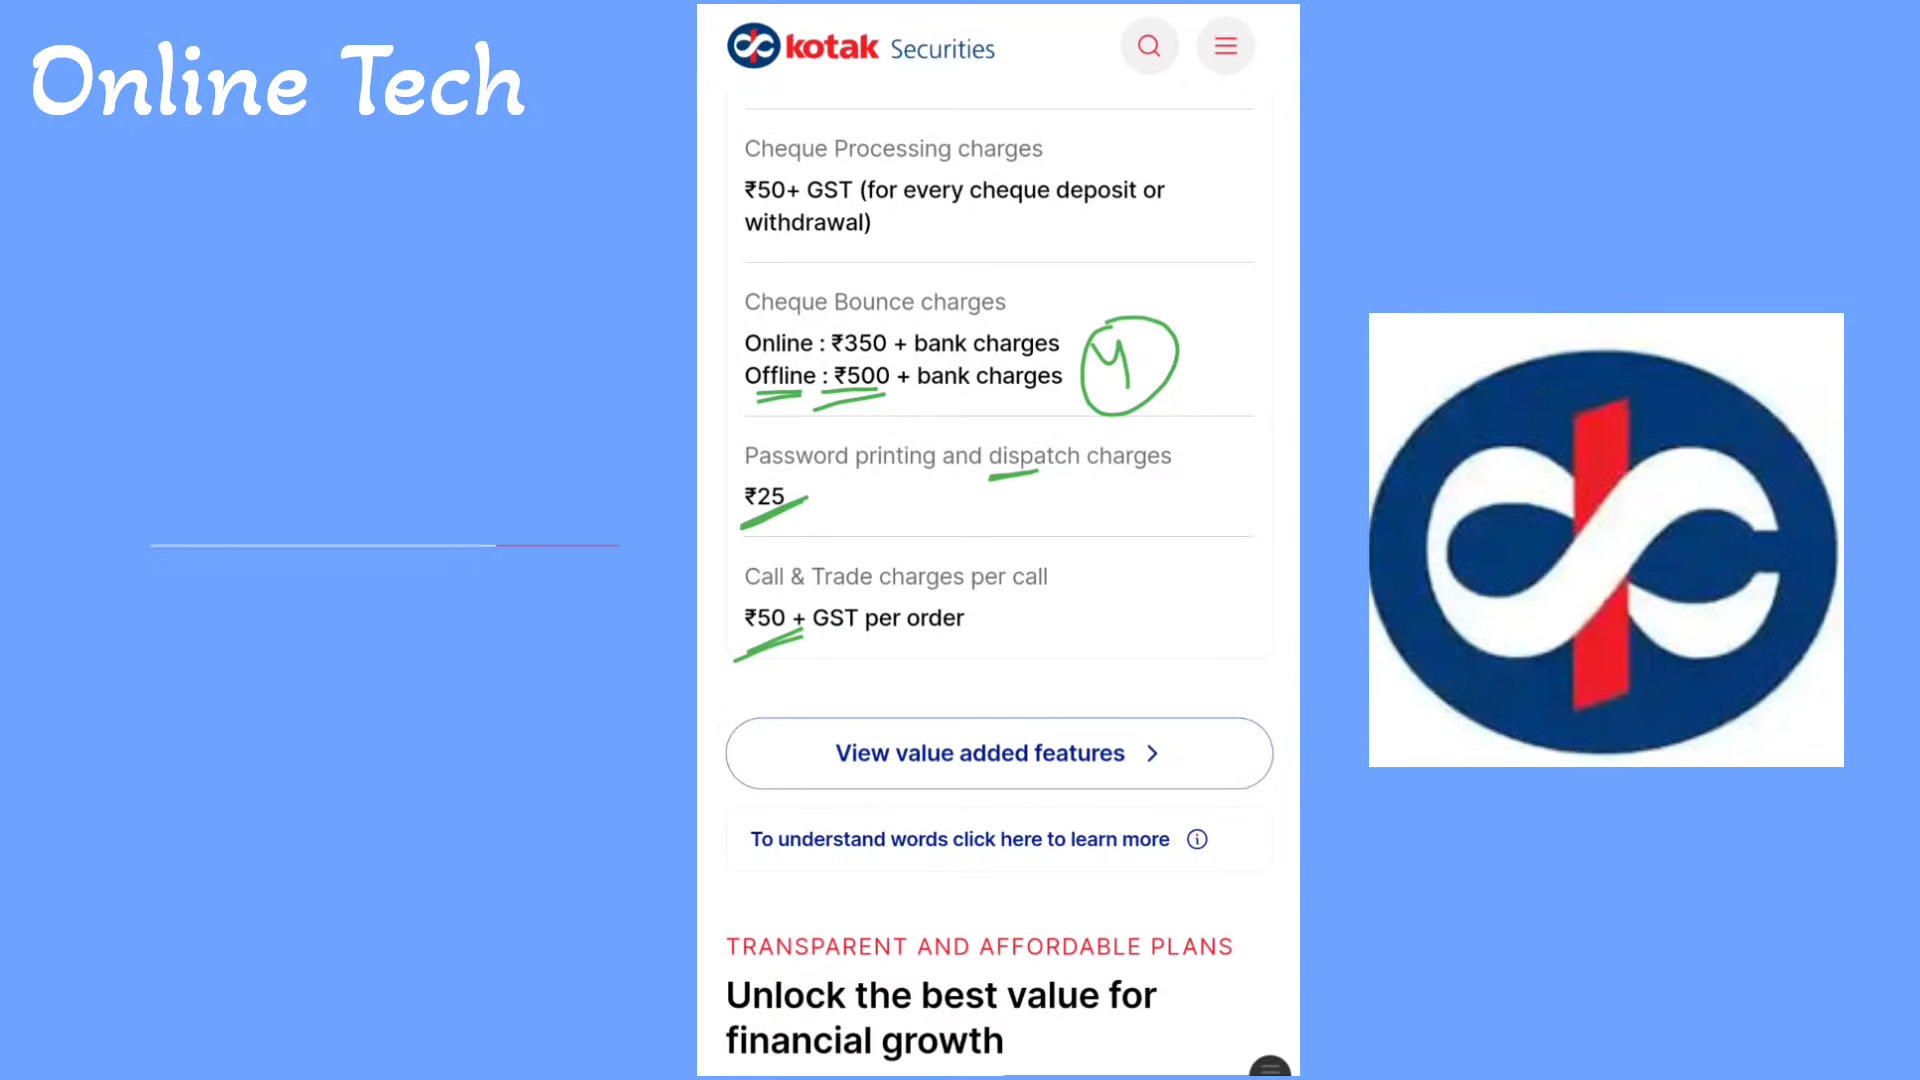 Online Tech
kotak Securities
Cheque Processing charges
₹50+ GST (for every cheque deposit or
withdrawal)
Cheque Bounce charges
Online : ₹350 + bank charges
Offline : ₹500 + bank charges
Password printing and dispatch charges
₹25
Call & Trade charges per call
₹50 + GST per order
View value added features
To understand words click here to learn more
TRANSPARENT AND AFFORDABLE PLANS
Unlock the best value for
financial growth